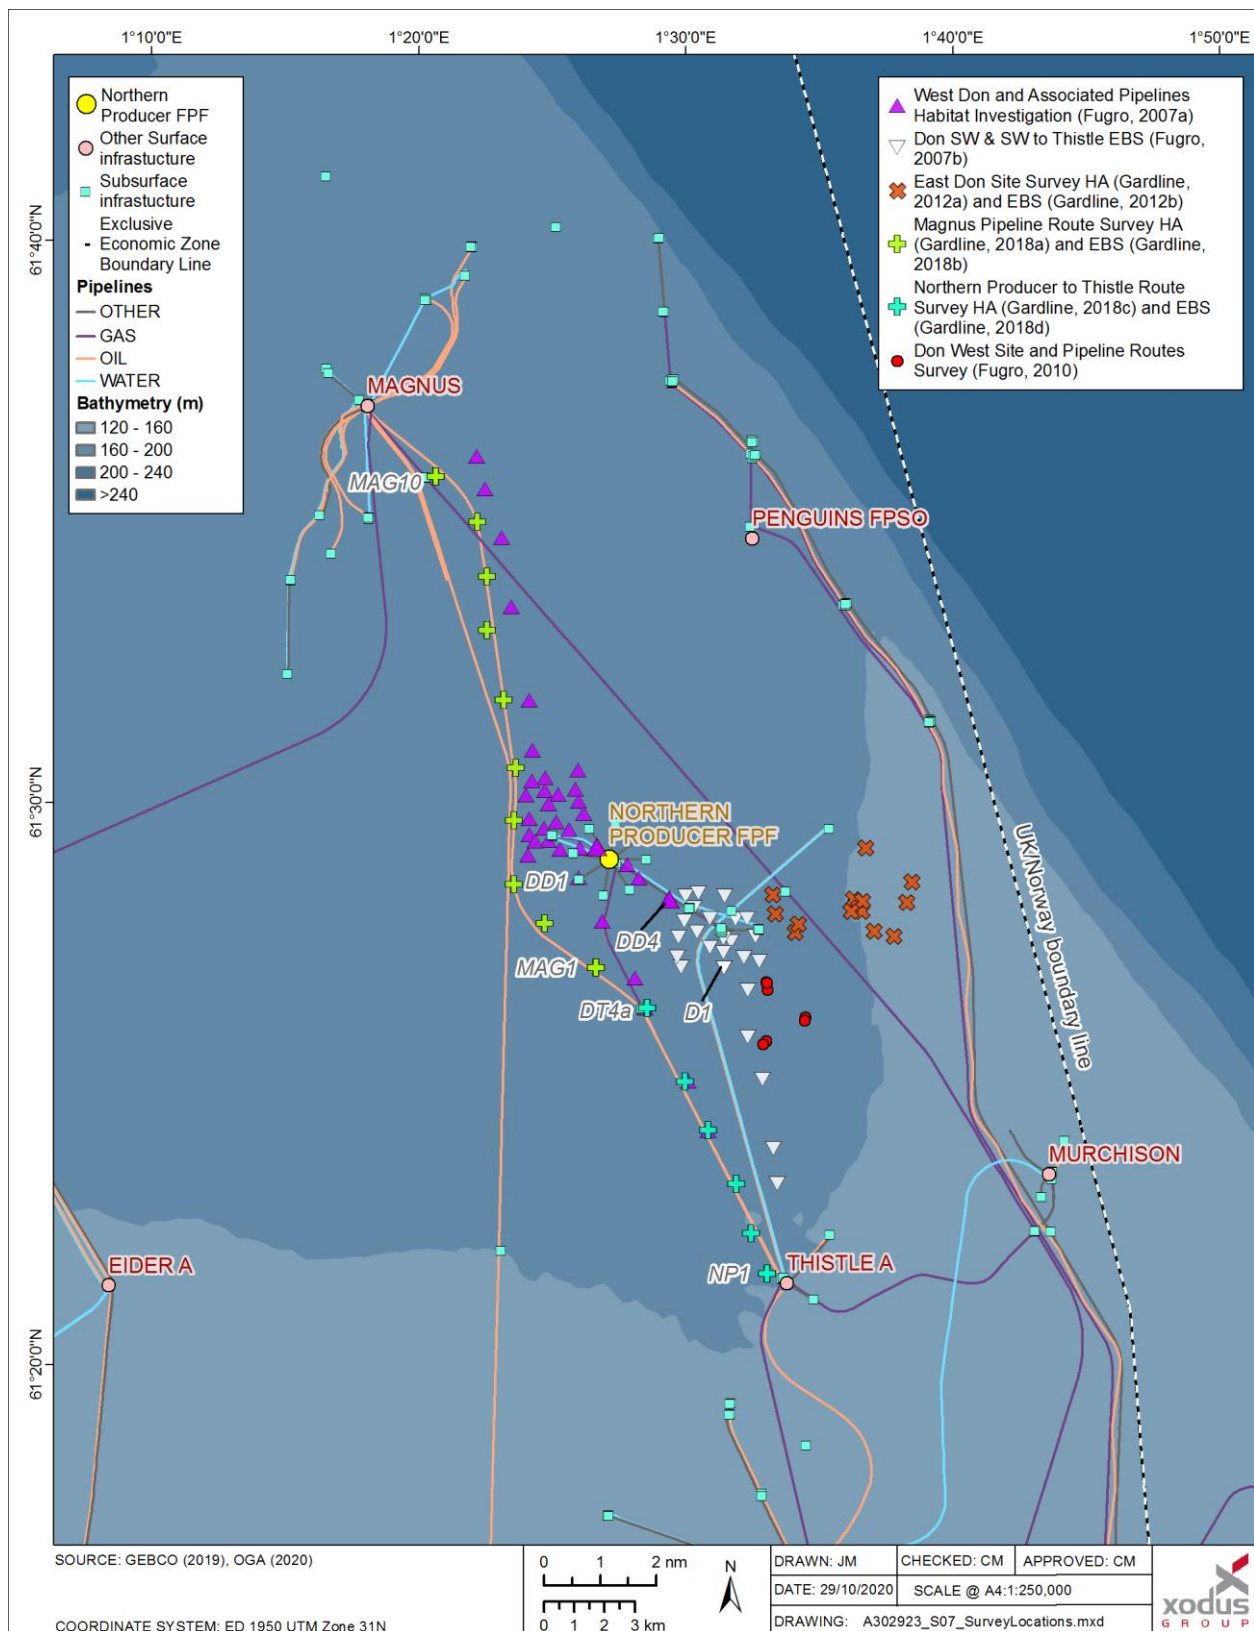 1°10'0"E
1°20'0"E
1°30'0"E
1°40'0"E
1°50'0"E
61°40'0"N
61°30'0"N
61°20'0"N
Northern
Producer FPF
Other Surface
infrastucture
Subsurface
infrastucture
Exclusive
Economic Zone
Boundary Line
Pipelines
OTHER
GAS
OIL
WATER
Bathymetry (m)
120 - 160
160 - 200
200 - 240
>240
West Don and Associated Pipelines
Habitat Investigation (Fugro, 2007a)
Don SW & SW to Thistle EBS (Fugro,
2007b)
East Don Site Survey HA (Gardline,
2012a) and EBS (Gardline, 2012b)
Magnus Pipeline Route Survey HA
(Gardline, 2018a) and EBS (Gardline,
2018b)
Northern Producer to Thistle Route
Survey HA (Gardline, 2018c) and EBS
(Gardline, 2018d)
Don West Site and Pipeline Routes
Survey (Fugro, 2010)
MAGNUS
MAG10
PENGUINS FPSO
NORTHERN
PRODUCER FPF
UK/Norway boundary line
DD1
DD4
MAG1
DT4a
D1
MURCHISON
EIDER A
NP1
THISTLE A
SOURCE: GEBCO (2019), OGA (2020)
COORDINATE SYSTEM: ED 1950 UTM Zone 31N
0 1 2 nm
0 1 2 3 km
N
DRAWN: JM
CHECKED: CM
APPROVED: CM
DATE: 29/10/2020
SCALE @ A4:1:250,000
DRAWING: A302923_S07_SurveyLocations.mxd
xodus
GROUP